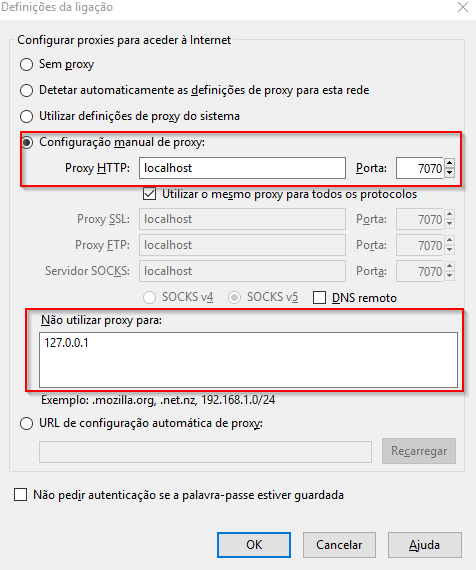 Definições da ligação
Configurar proxies para aceder à Internet
Sem proxy
Detetar automaticamente as definições de proxy para esta rede
Utilizar definições de proxy do sistema
Configuração manual de proxy:
Proxy HTTP: localhost Porta: 7070
Utilizar o mesmo proxy para todos os protocolos
Proxy SSL: localhost Porta: 7070
Proxy FTP: localhost Porta: 7070
Servidor SOCKS: localhost Porta: 7070
SOCKS v4 SOCKS v5 DNS remoto
Não utilizar proxy para:
127.0.0.1
Exemplo: .mozilla.org, .net.nz, 192.168.1.0/24
URL de configuração automática de proxy:
Recarregar
Não pedir autenticação se a palavra-passe estiver guardada
OK Cancelar Ajuda